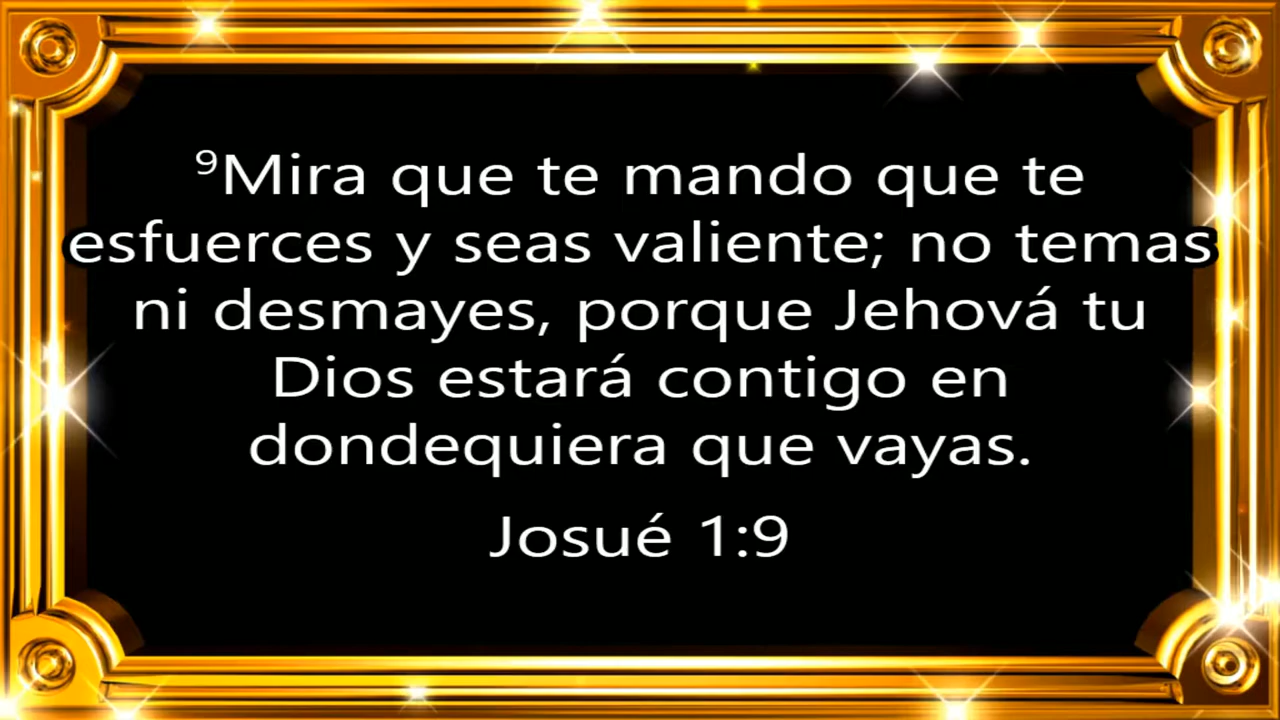 ⁹Mira que te mando que te
esfuerces y seas valiente; no temas
ni desmayes, porque Jehová tu
Dios estará contigo en
dondequiera que vayas.
Josué 1:9